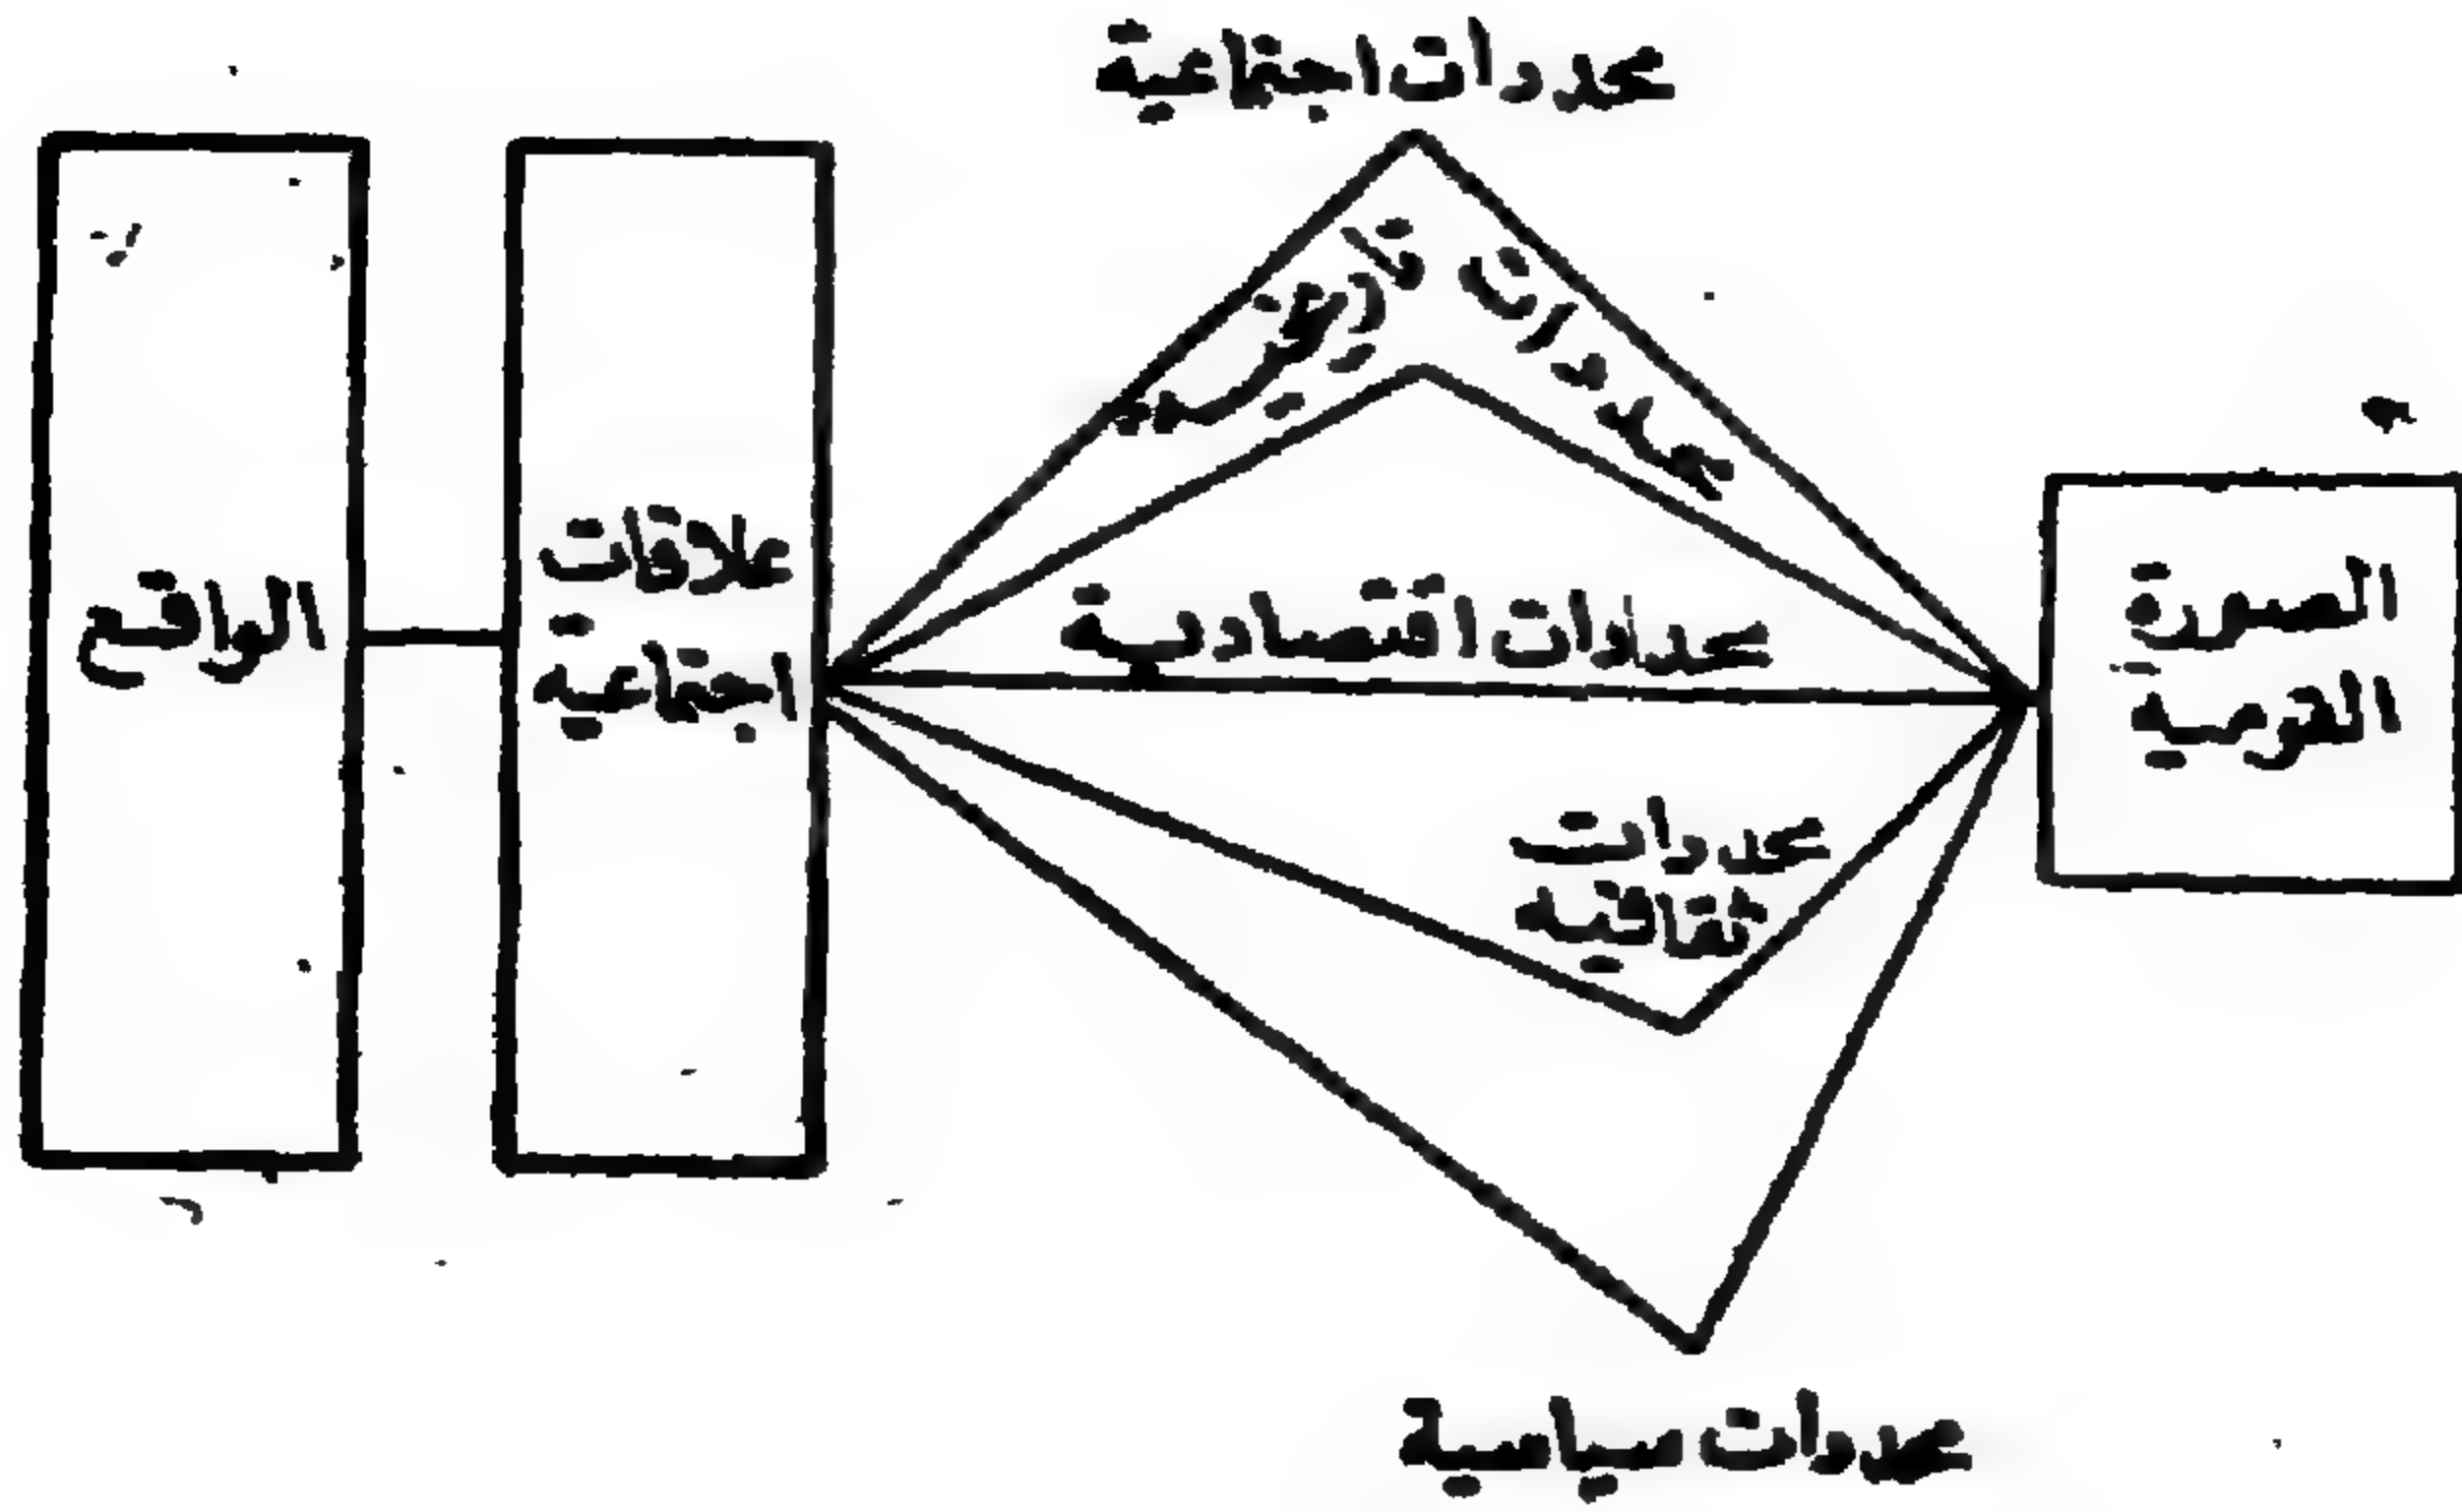 محددات اجتماعية
محددات تاريخية
الصورة
القومية
محددات اقتصادية
علاقات
اجتماعية
الواقع
محددات
ثقافية
محددات سياسية